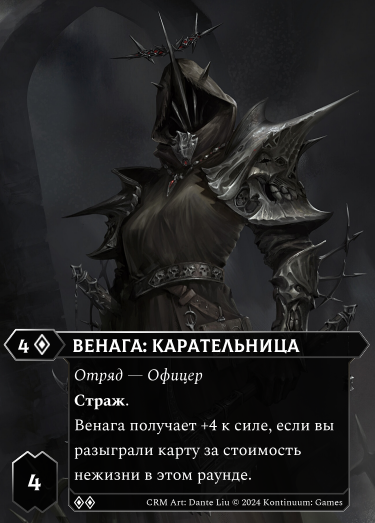 4
ВЕНАГА: КАРАТЕЛЬНИЦА
Отряд — Офицер
Страж.
Венага получает +4 к силе, если вы
разыграли карту за стоимость
нежизни в этом раунде.
4
CRM Art: Dante Liu © 2024 Kontinuum: Games